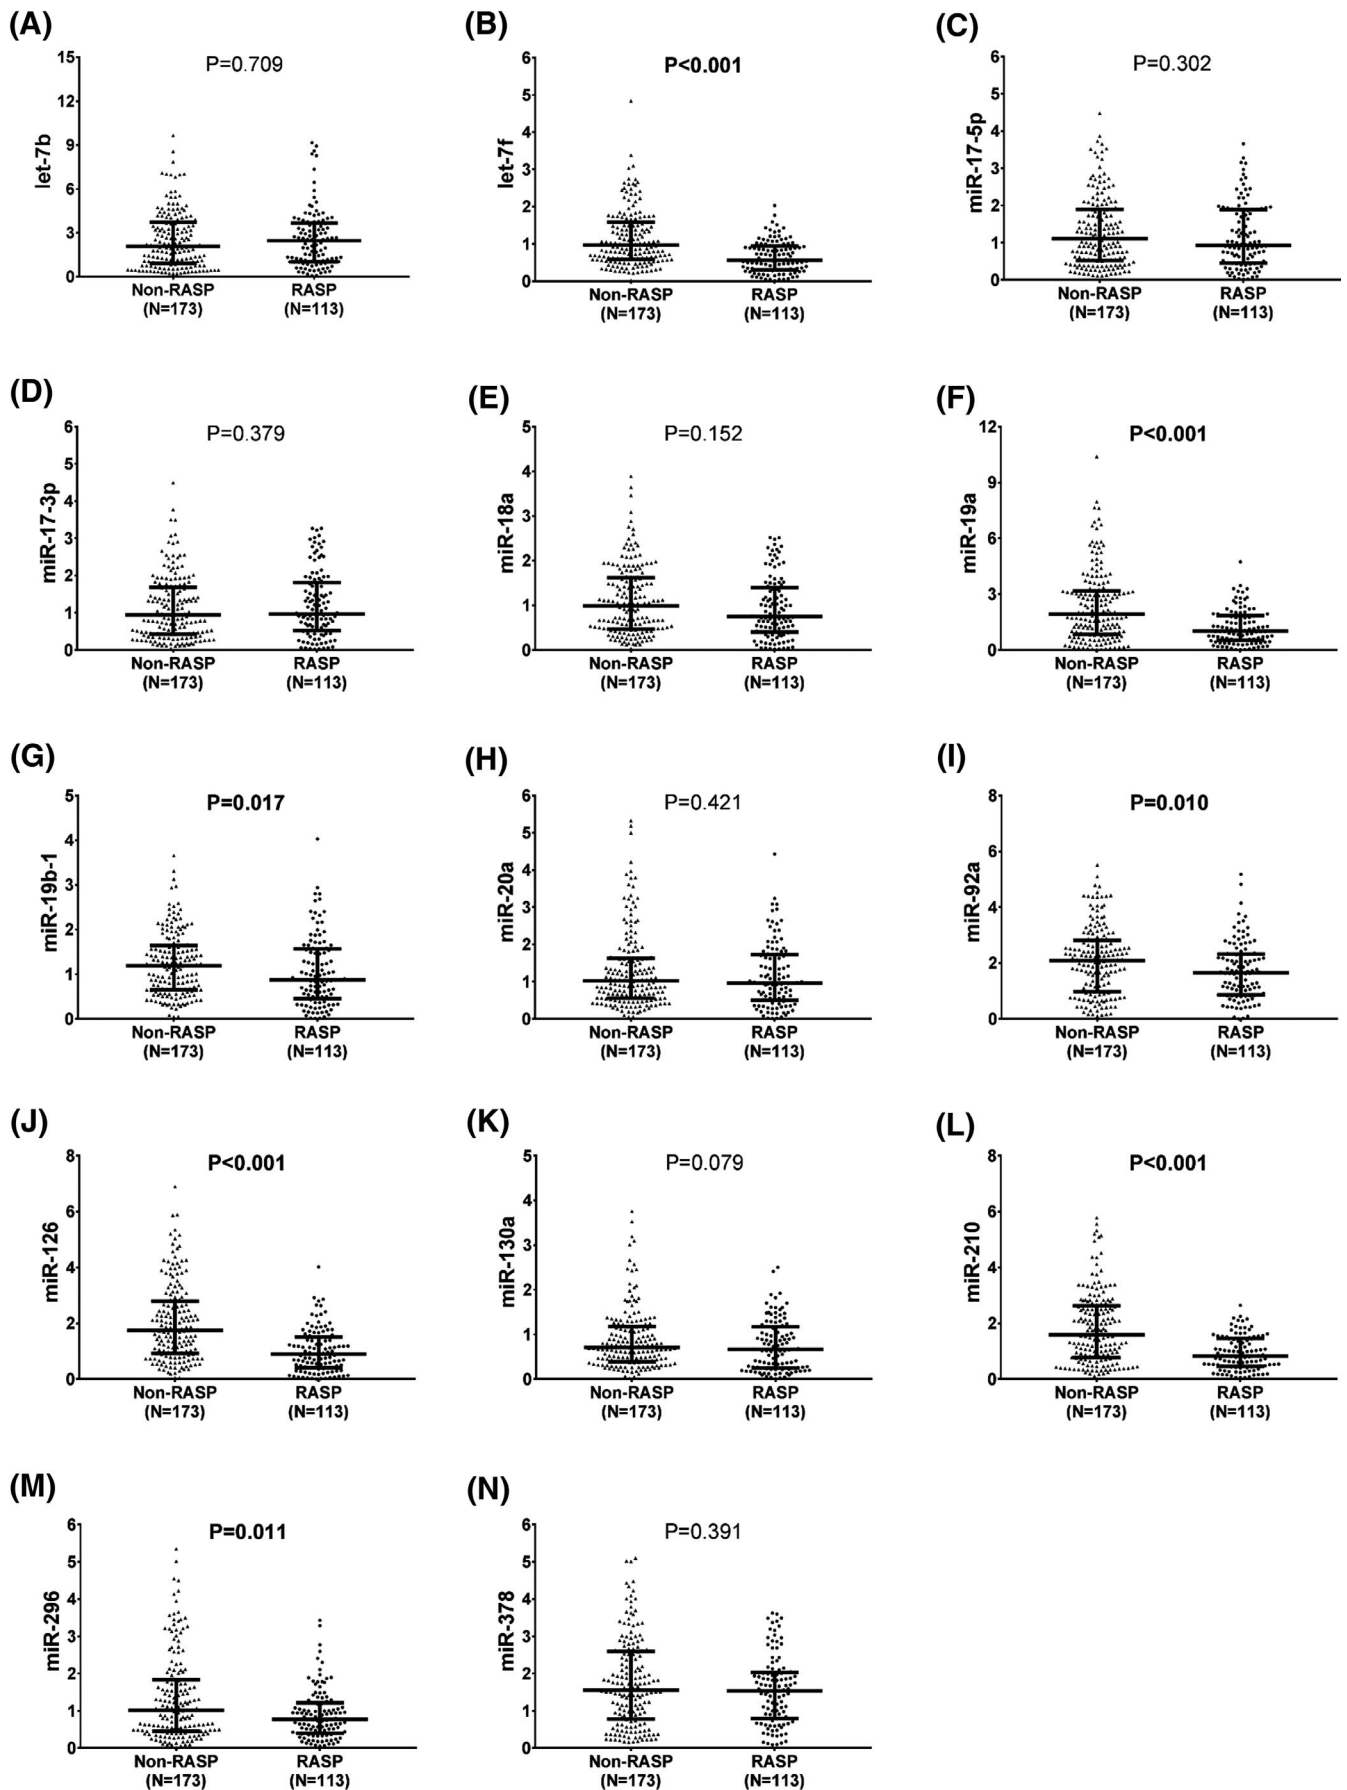 (A)
P=0.709
let-7b
15
12
9
6
3
0
Non-RASP
(N=173)
RASP
(N=113)
(B)
P<0.001
let-7f
6
5
4
3
2
1
0
Non-RASP
(N=173)
RASP
(N=113)
(C)
P=0.302
miR-17-5p
6
5
4
3
2
1
0
Non-RASP
(N=173)
RASP
(N=113)
(D)
P=0.379
miR-17-3p
6
5
4
3
2
1
0
Non-RASP
(N=173)
RASP
(N=113)
(E)
P=0.152
miR-18a
5
4
3
2
1
0
Non-RASP
(N=173)
RASP
(N=113)
(F)
P<0.001
miR-19a
12
9
6
3
0
Non-RASP
(N=173)
RASP
(N=113)
(G)
P=0.017
miR-19b-1
5
4
3
2
1
0
Non-RASP
(N=173)
RASP
(N=113)
(H)
P=0.421
miR-20a
6
5
4
3
2
1
0
Non-RASP
(N=173)
RASP
(N=113)
(I)
P=0.010
miR-92a
8
6
4
2
0
Non-RASP
(N=173)
RASP
(N=113)
(J)
P<0.001
miR-126
8
6
4
2
0
Non-RASP
(N=173)
RASP
(N=113)
(K)
P=0.079
miR-130a
5
4
3
2
1
0
Non-RASP
(N=173)
RASP
(N=113)
(L)
P<0.001
miR-210
8
6
4
2
0
Non-RASP
(N=173)
RASP
(N=113)
(M)
P=0.011
miR-296
6
5
4
3
2
1
0
Non-RASP
(N=173)
RASP
(N=113)
(N)
P=0.391
miR-378
6
5
4
3
2
1
0
Non-RASP
(N=173)
RASP
(N=113)